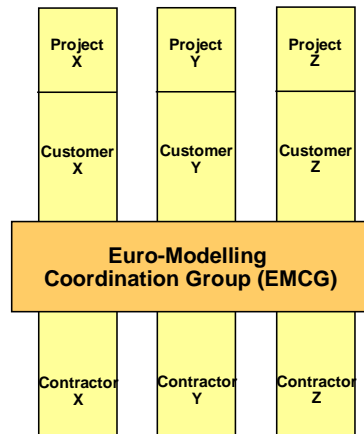 Project
X
Project
Y
Project
Z
Customer
X
Customer
Y
Customer
Z
Euro-Modelling
Coordination Group (EMCG)
Contractor
X
Contractor
Y
Contractor
Z